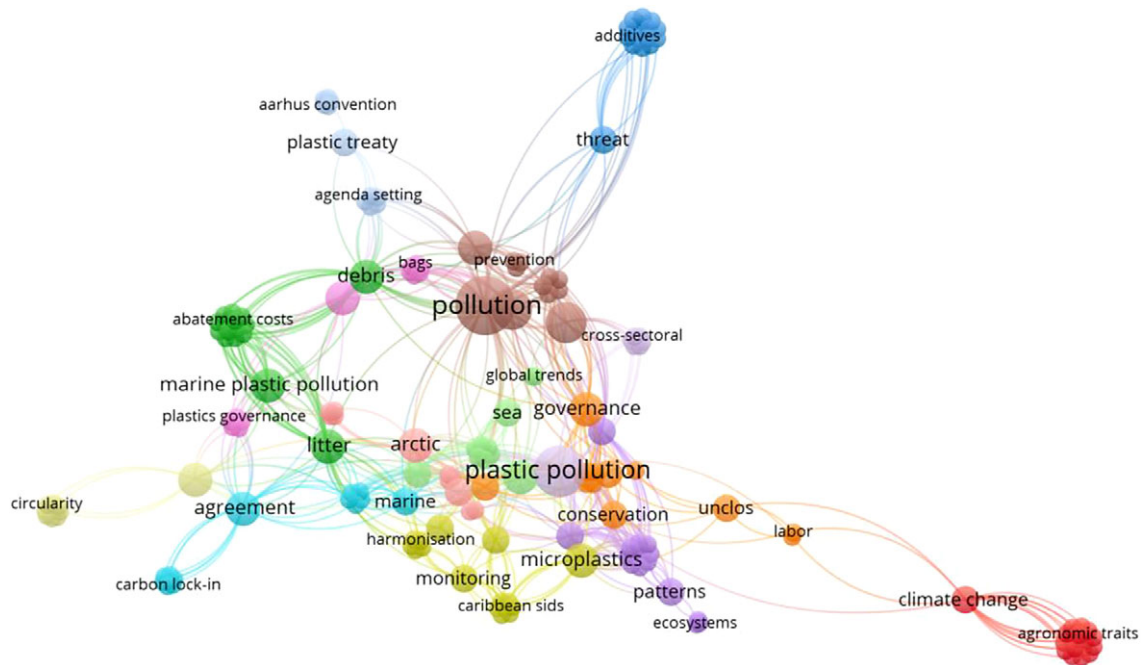 additives
aarhus convention
plastic treaty
threat
agenda setting
prevention
bags
debris
pollution
abatement costs
cross-sectoral
global trends
marine plastic pollution
sea
governance
plastics governance
litter
arctic
plastic pollution
circularity
agreement
marine
unclos
conservation
labor
harmonisation
microplastics
monitoring
carbon lock-in
patterns
climate change
caribbean sids
ecosystems
agronomic traits